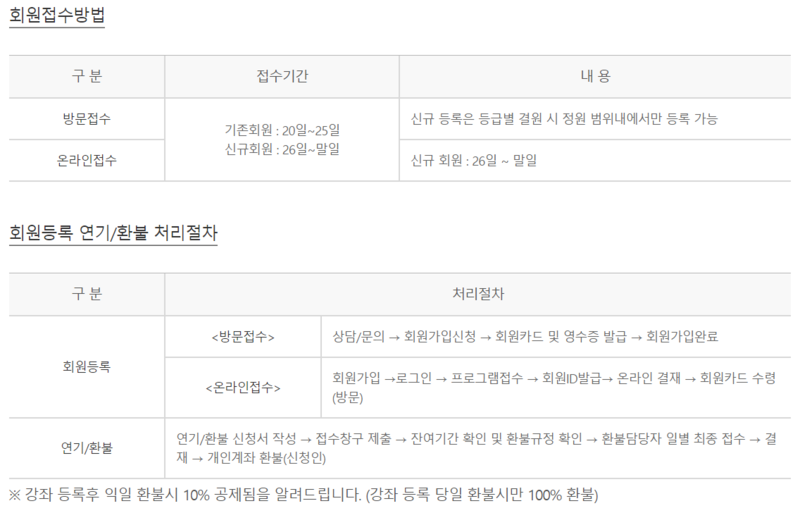 회원접수방법
구 분
접수기간
내 용
방문접수
기존회원 : 20일~25일
신규회원 : 26일~말일
신규 등록은 등급별 결원 시 정원 범위내에서만 등록 가능
온라인접수
신규 회원 : 26일 ~ 말일
회원등록 연기/환불 처리절차
구 분
처리절차
회원등록
<방문접수>
상담/문의 → 회원가입신청 → 회원카드 및 영수증 발급 → 회원가입완료
<온라인접수>
회원가입 →로그인 → 프로그램접수 → 회원ID발급→ 온라인 결재 → 회원카드 수령
(방문)
연기/환불
연기/환불 신청서 작성 → 접수창구 제출 → 잔여기간 확인 및 환불규정 확인 → 환불담당자 일별 최종 접수 → 결
재 → 개인계좌 환불(신청인)
※ 강좌 등록후 익일 환불시 10% 공제됨을 알려드립니다. (강좌 등록 당일 환불시만 100% 환불)